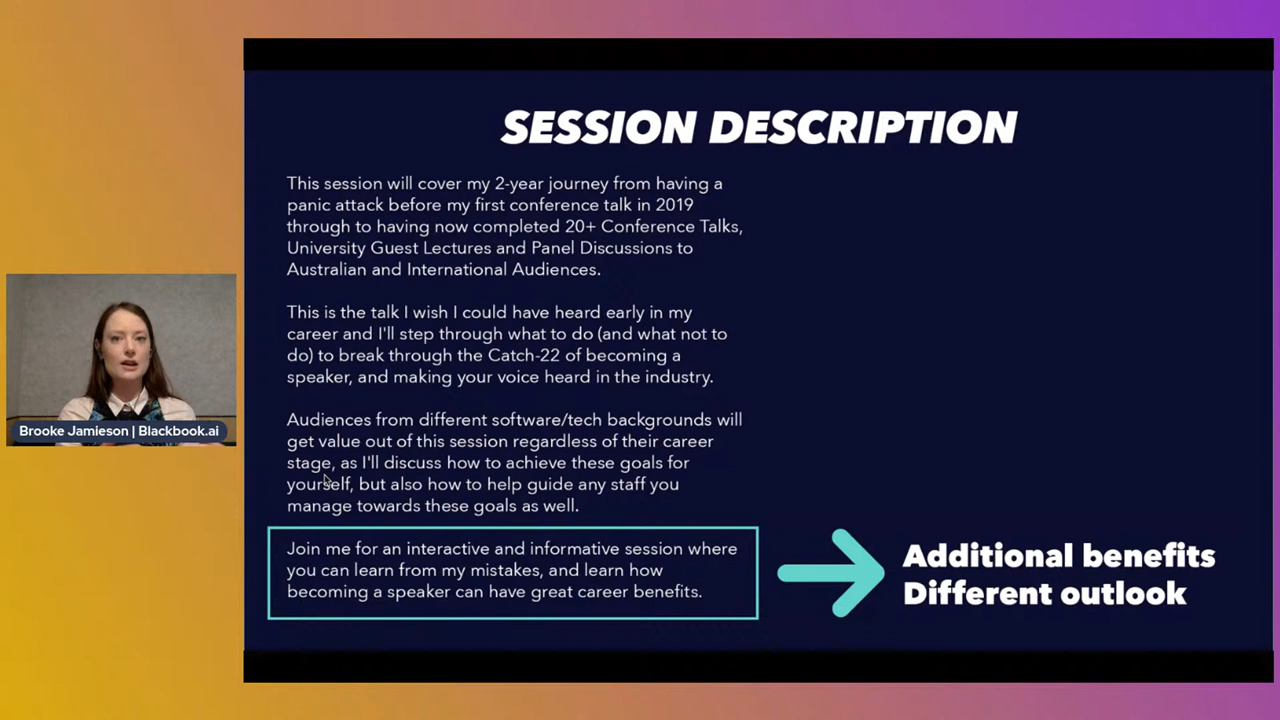 SESSION DESCRIPTION
This session will cover my 2-year journey from having a
panic attack before my first conference talk in 2019
through to having now completed 20+ Conference Talks,
University Guest Lectures and Panel Discussions to
Australian and International Audiences.
This is the talk I wish I could have heard early in my
career and I'll step through what to do (and what not to
do) to break through the Catch-22 of becoming a
speaker, and making your voice heard in the industry.
Audiences from different software/tech backgrounds will
get value out of this session regardless of their career
stage, as I'll discuss how to achieve these goals for
yourself, but also how to help guide any staff you
manage towards these goals as well.
Join me for an interactive and informative session where
you can learn from my mistakes, and learn how
becoming a speaker can have great career benefits.
Additional benefits
Different outlook
Brooke Jamieson | Blackbook.ai